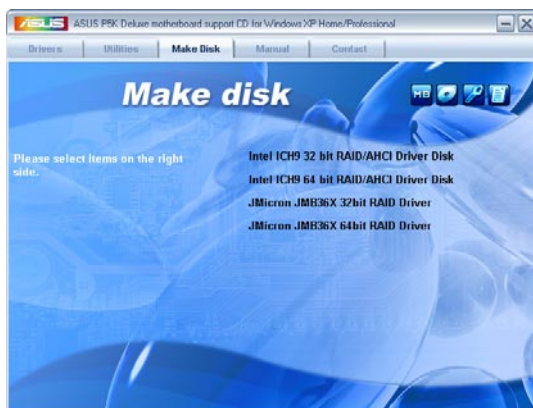 ASUS ASUS P5K Deluxe motherboard support CD for Windows XP Home/Professional
Drivers Utilities Make Disk Manual Contact
Make disk
MB
Please select items on the right
side.
Intel ICH9 32 bit RAID/AHCI Driver Disk
Intel ICH9 64 bit RAID/AHCI Driver Disk
JMicron JMB36X 32bit RAID Driver
JMicron JMB36X 64bit RAID Driver